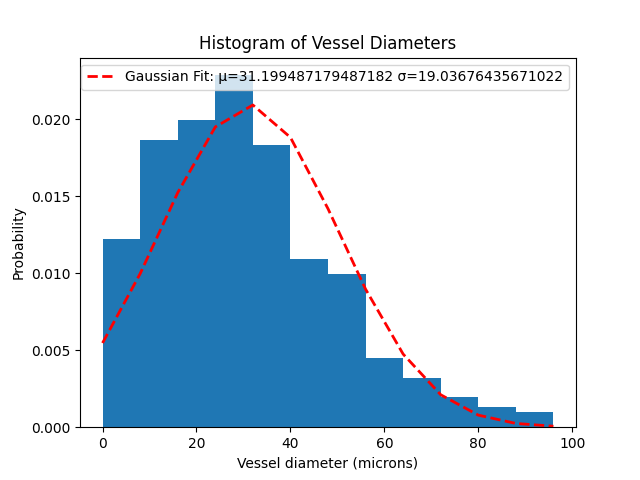 Histogram of Vessel Diameters
Gaussian Fit: μ=31.199487179487182 σ=19.03676435671022
0.020
0.015
0.010
0.005
0.000
Probability
0 20 40 60 80 100
Vessel diameter (microns)